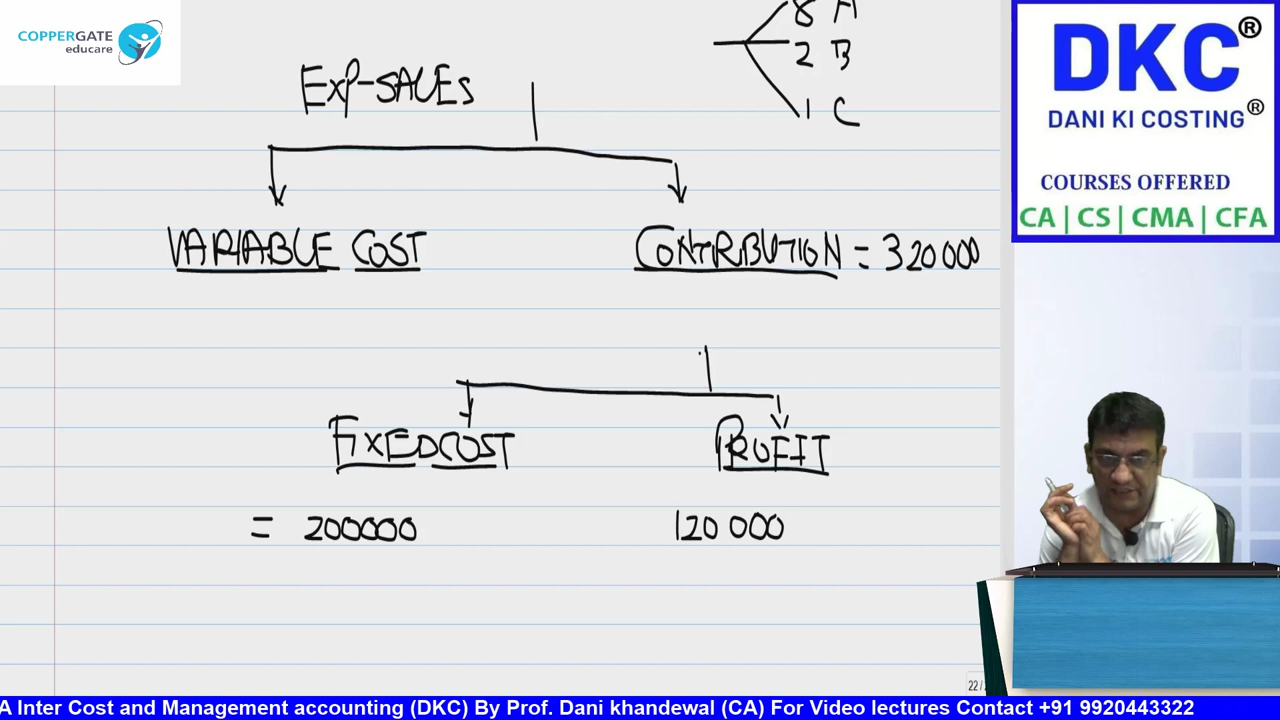 COPPERGATE
educare
8 A
2 B
1 C
EXP-SALES
VARIABLE COST
CONTRIBUTION = 320000
FIXED COST
PROFIT
= 200000
120 000
DKC®
DANI KI COSTING®
COURSES OFFERED
CA | CS | CMA | CFA
22 /
A Inter Cost and Management accounting (DKC) By Prof. Dani khandewal (CA) For Video lectures Contact +91 9920443322